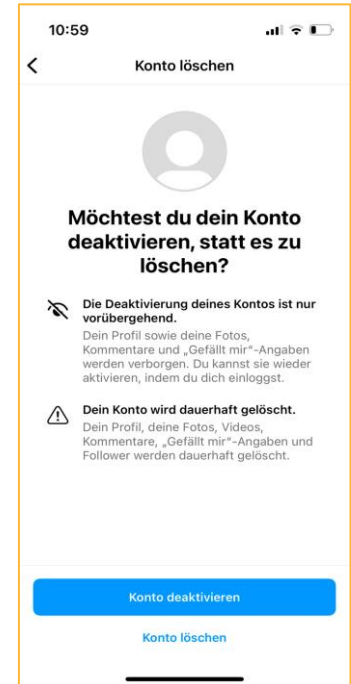 10:59
Konto löschen
Möchtest du dein Konto
deaktivieren, statt es zu
löschen?
Die Deaktivierung deines Kontos ist nur
vorübergehend.
Dein Profil sowie deine Fotos,
Kommentare und „Gefällt mir“-Angaben
werden verborgen. Du kannst sie wieder
aktivieren, indem du dich einloggst.
Dein Konto wird dauerhaft gelöscht.
Dein Profil, deine Fotos, Videos,
Kommentare, „Gefällt mir“-Angaben und
Follower werden dauerhaft gelöscht.
Konto deaktivieren
Konto löschen